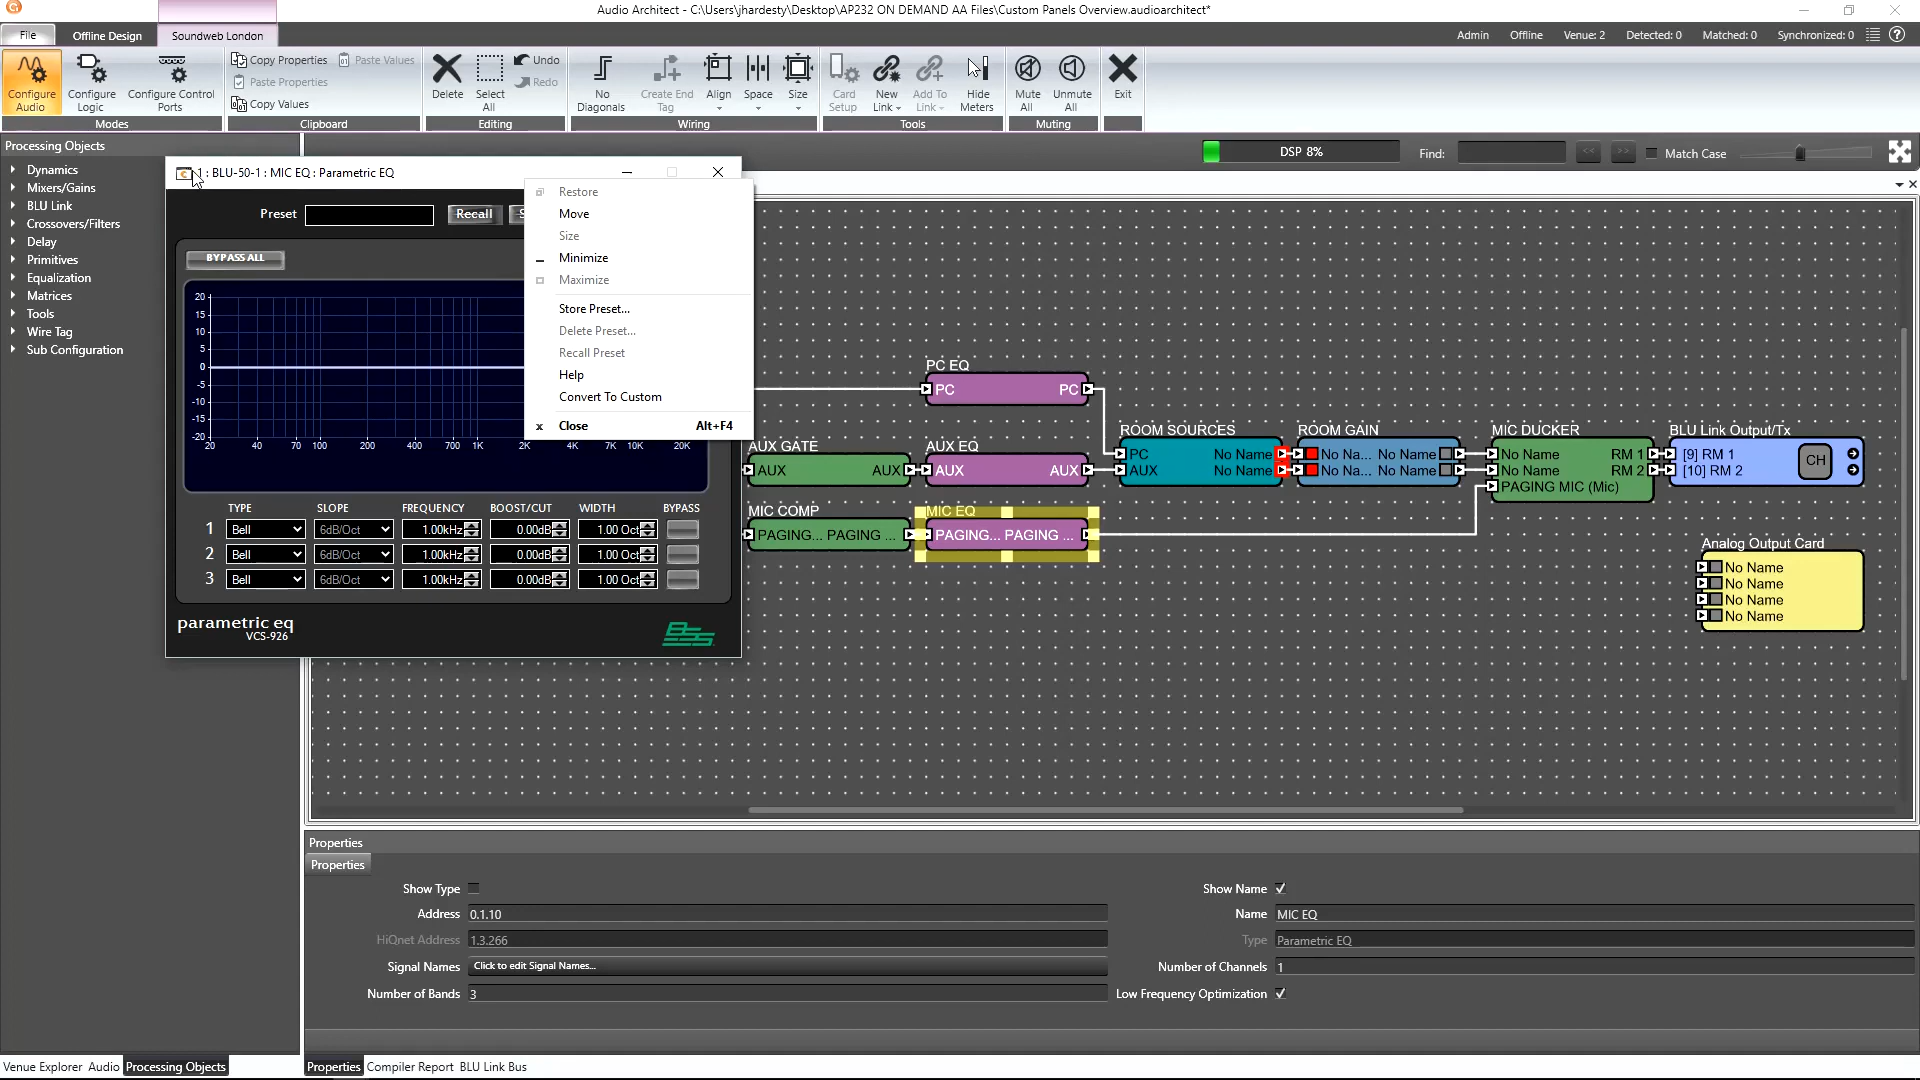 Audio Architect - C:\Users\jhardesty\Desktop\AP232 ON DEMAND AA Files\Custom Panels Overview.audioarchitect*
File Offline Design Soundweb London
Admin Offline Venue: 2 Detected: 0 Matched: 0 Synchronized: 0
Configure Audio
Configure Logic
Configure Control Ports
Modes
Copy Properties
Paste Values
Paste Properties
Copy Values
Clipboard
Delete
Select All
Undo
Redo
Editing
No Diagonals
Create End Tag
Align
Space
Size
Wiring
Card Setup
New Link
Add To Link
Hide Meters
Tools
Mute All
Unmute All
Muting
Exit
Processing Objects
Dynamics
Mixers/Gains
BLU Link
Crossovers/Filters
Delay
Primitives
Equalization
Matrices
Tools
Wire Tag
Sub Configuration
DSP 8%
Find:
<<
>>
Match Case
1 : BLU-50-1 : MIC EQ : Parametric EQ
Preset
Recall
S
BYPASS ALL
20
15
10
5
0
-5
-10
-15
-20
20 40 70 100 200 400 700 1K 2K 4K 7K 10K 20K
TYPE SLOPE FREQUENCY BOOST/CUT WIDTH BYPASS
1 Bell 6dB/Oct 1.00kHz 0.00dB 1.00 Oct
2 Bell 6dB/Oct 1.00kHz 0.00dB 1.00 Oct
3 Bell 6dB/Oct 1.00kHz 0.00dB 1.00 Oct
parametric eq
VCS-926
BSS
Restore
Move
Size
Minimize
Maximize
Store Preset...
Delete Preset...
Recall Preset
Help
Convert To Custom
x Close Alt+F4
PC EQ
PC PC
AUX GATE
AUX AUX
AUX EQ
AUX AUX
MIC COMP
PAGING... PAGING ...
MIC EQ
PAGING... PAGING ...
ROOM SOURCES
PC No Name
AUX No Name
ROOM GAIN
No Na... No Name
No Na... No Name
MIC DUCKER
No Name RM 1
No Name RM 2
PAGING MIC (Mic)
BLU Link Output/Tx
[9] RM 1
[10] RM 2
CH
Analog Output Card
No Name
No Name
No Name
No Name
Properties
Properties
Show Type
Address 0.1.10
HiQnet Address 1.3.266
Signal Names Click to edit Signal Names...
Number of Bands 3
Show Name
Name MIC EQ
Type Parametric EQ
Number of Channels 1
Low Frequency Optimization
Venue Explorer Audio Processing Objects
Properties Compiler Report BLU Link Bus